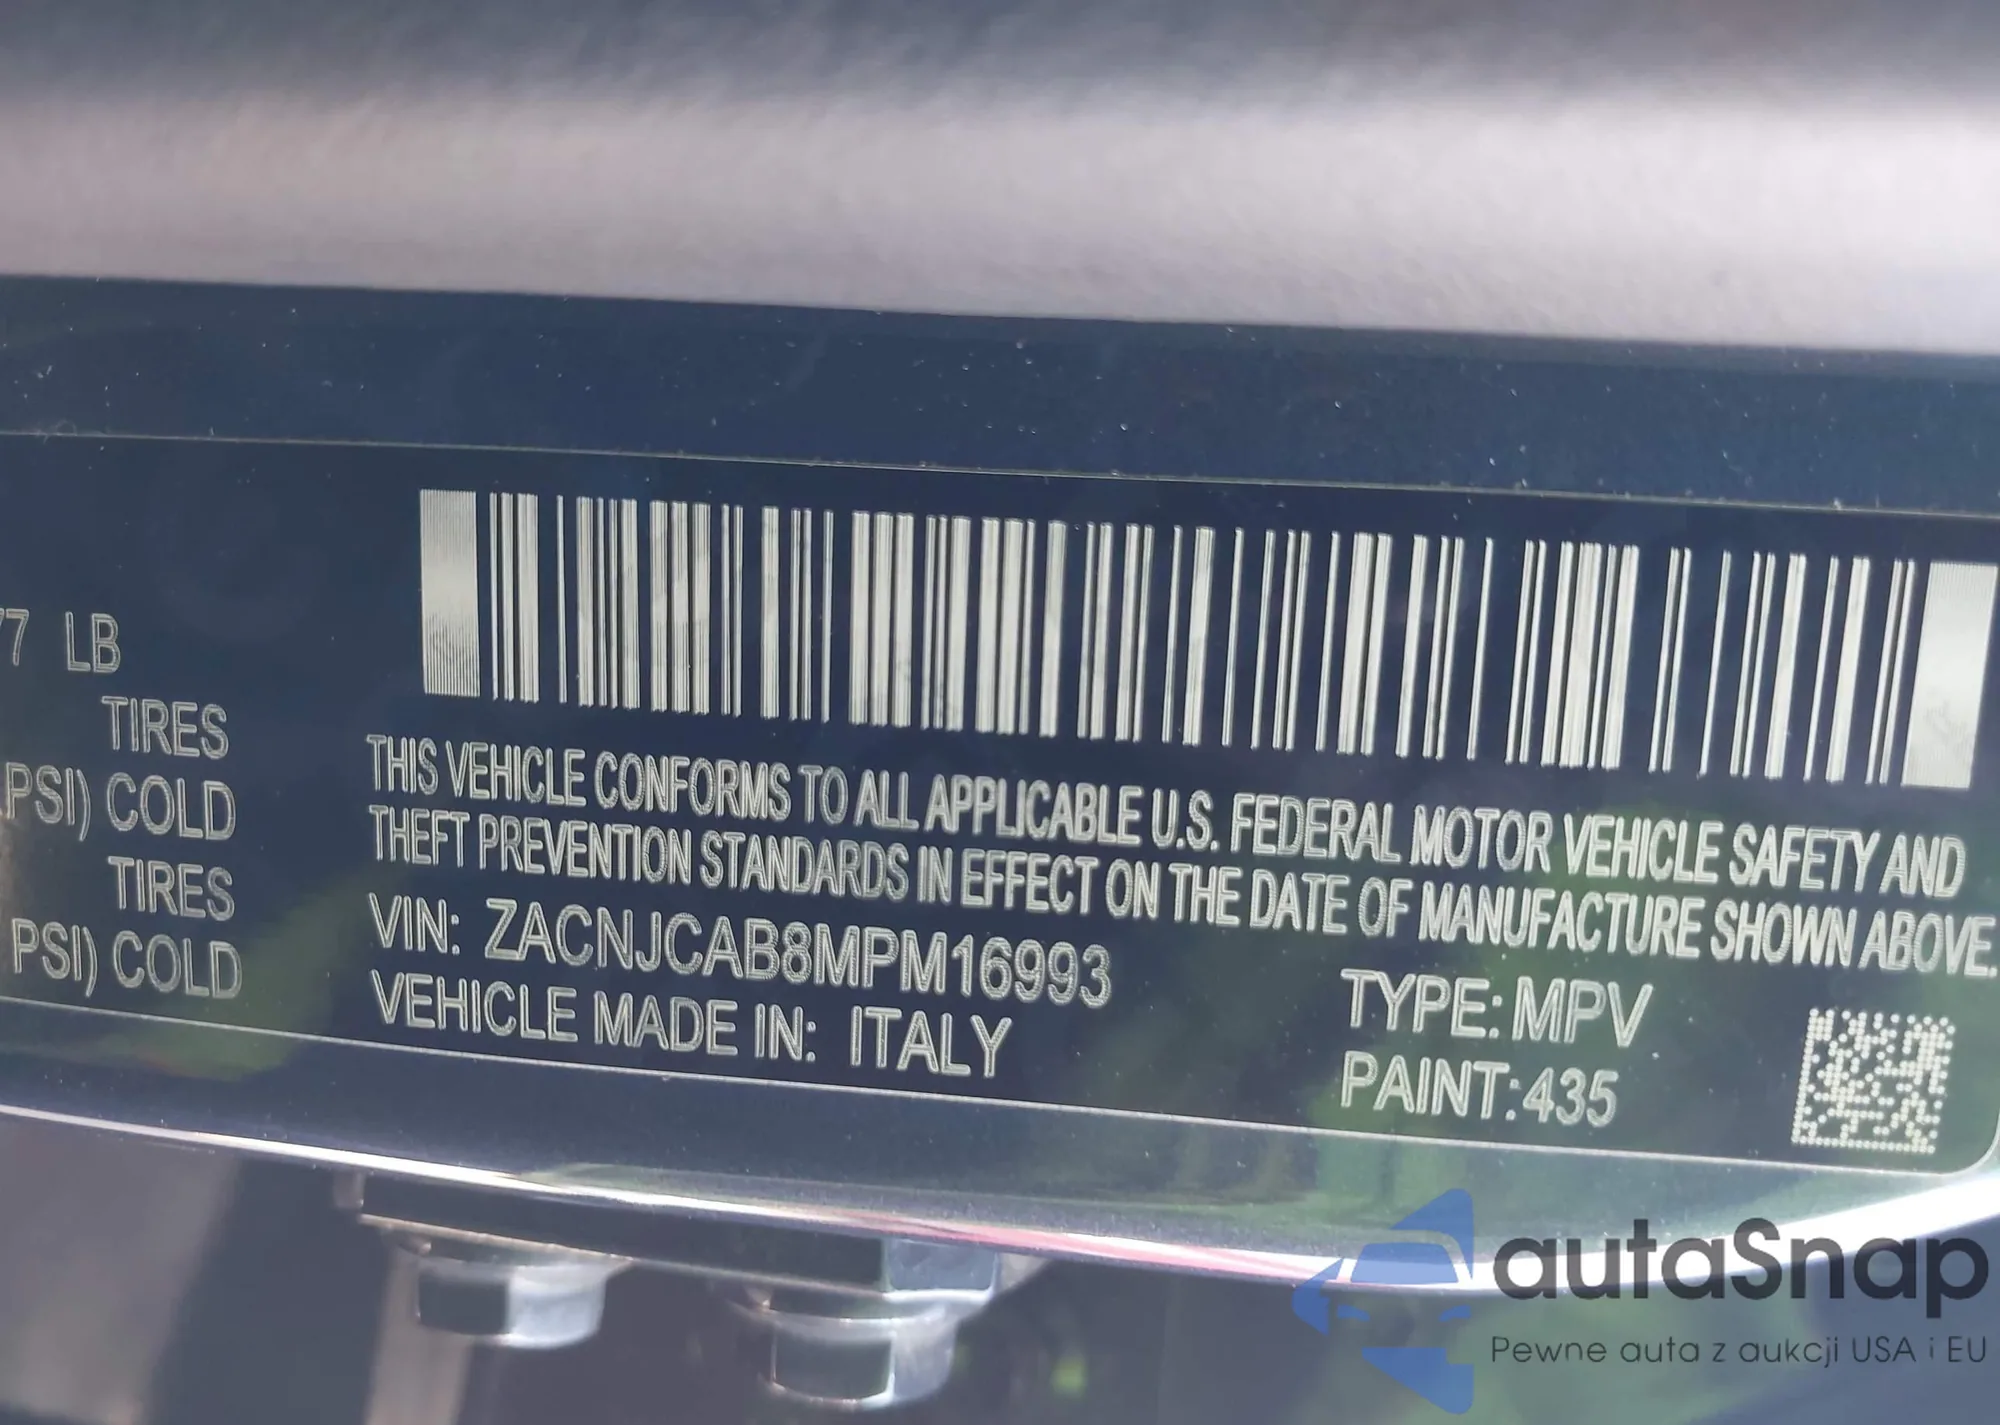 77 LB
TIRES
PSI) COLD
TIRES
PSI) COLD
THIS VEHICLE CONFORMS TO ALL APPLICABLE U.S. FEDERAL MOTOR VEHICLE SAFETY AND
THEFT PREVENTION STANDARDS IN EFFECT ON THE DATE OF MANUFACTURE SHOWN ABOVE.
VIN: ZACNJCAB8MPM16993
VEHICLE MADE IN: ITALY
TYPE: MPV
PAINT: 435
autaSnap
Pewne auta z aukcji USA i EU